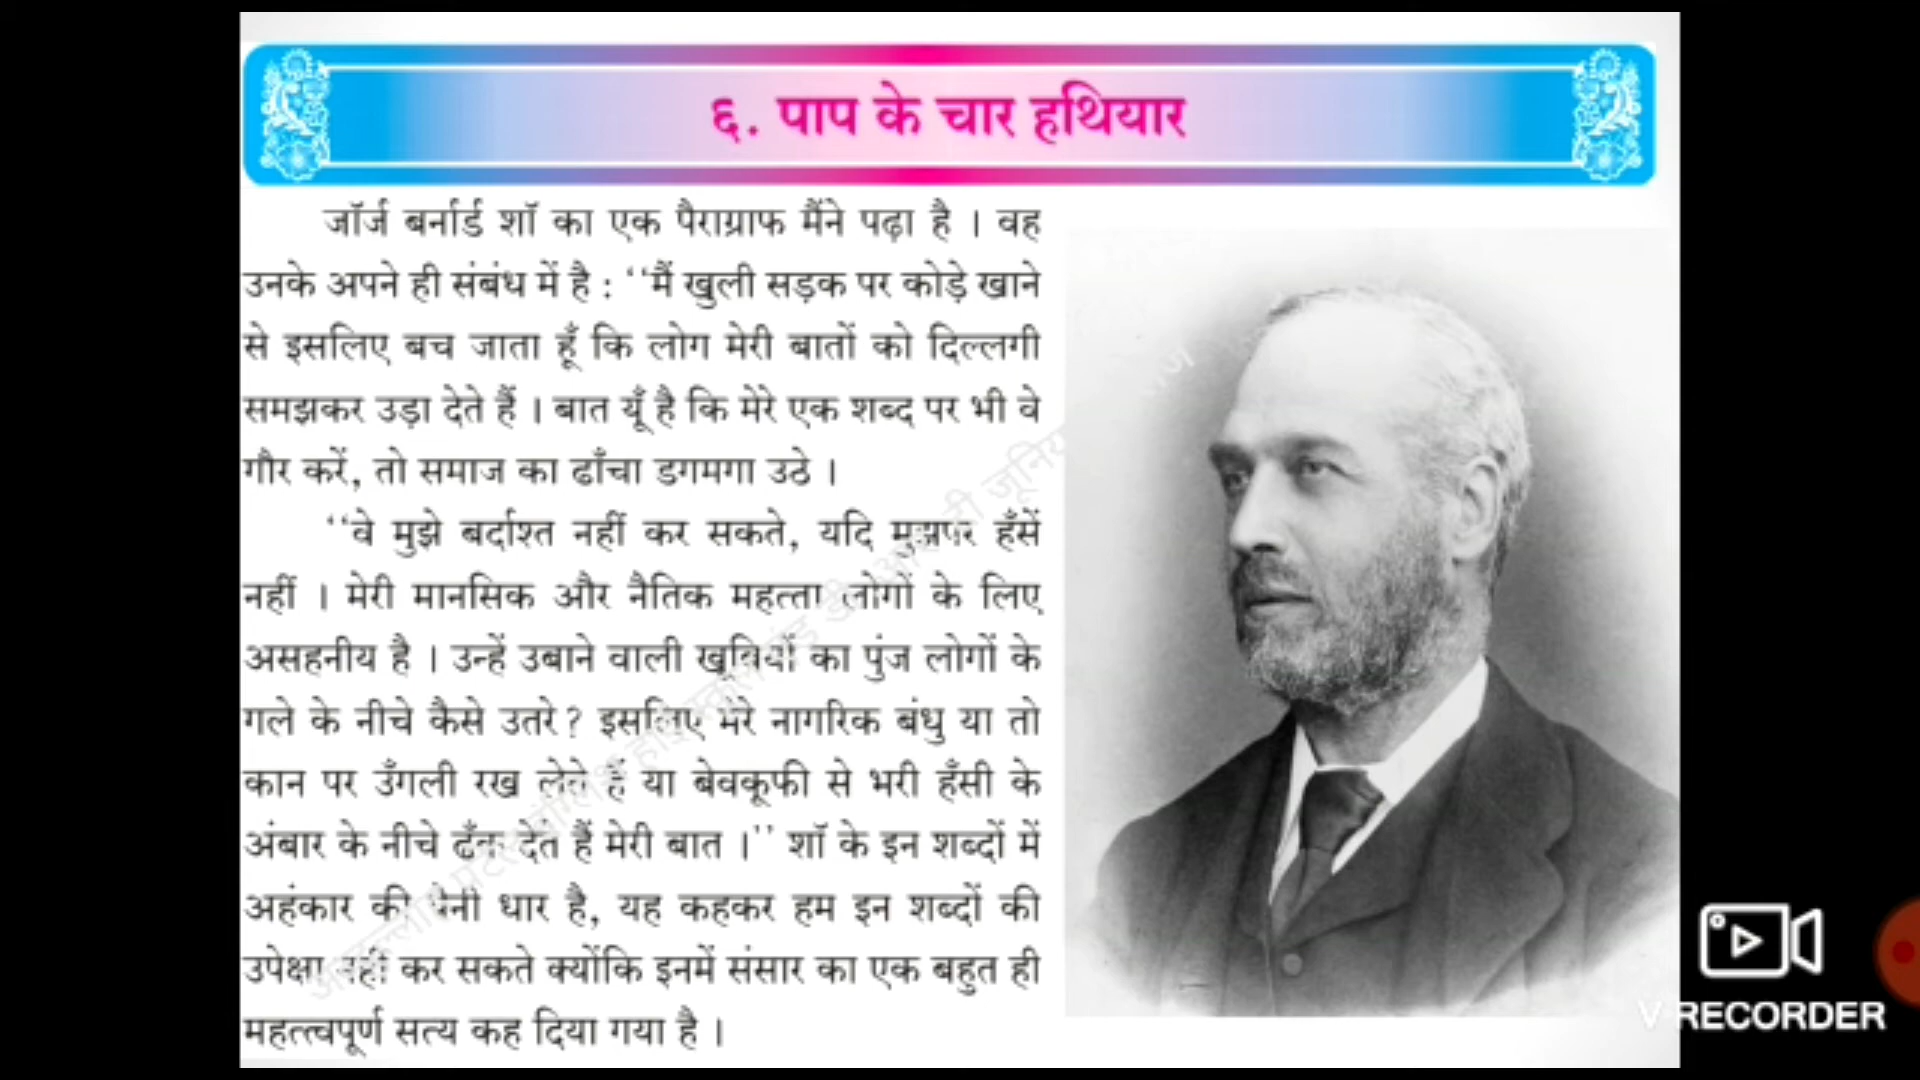 ६. पाप के चार हथियार
जॉर्ज बर्नार्ड शॉ का एक पैराग्राफ मैंने पढ़ा है । वह
उनके अपने ही संबंध में है : ‘‘मैं खुली सड़क पर कोड़े खाने
से इसलिए बच जाता हूँ कि लोग मेरी बातों को दिल्लगी
समझकर उड़ा देते हैं । बात यूँ है कि मेरे एक शब्द पर भी वे
गौर करें, तो समाज का ढाँचा डगमगा उठे ।
‘‘वे मुझे बर्दाश्त नहीं कर सकते, यदि मुझपर हँसें
नहीं । मेरी मानसिक और नैतिक महत्ता लोगों के लिए
असहनीय है । उन्हें उबाने वाली खूबियों का पुंज लोगों के
गले के नीचे कैसे उतरे? इसलिए मेरे नागरिक बंधु या तो
कान पर उँगली रख लेते हैं या बेवकूफी से भरी हँसी के
अंबार के नीचे ढँक देते हैं मेरी बात ।’’ शॉ के इन शब्दों में
अहंकार की पैनी धार है, यह कहकर हम इन शब्दों की
उपेक्षा नहीं कर सकते क्योंकि इनमें संसार का एक बहुत ही
महत्त्वपूर्ण सत्य कह दिया गया है ।
V RECORDER